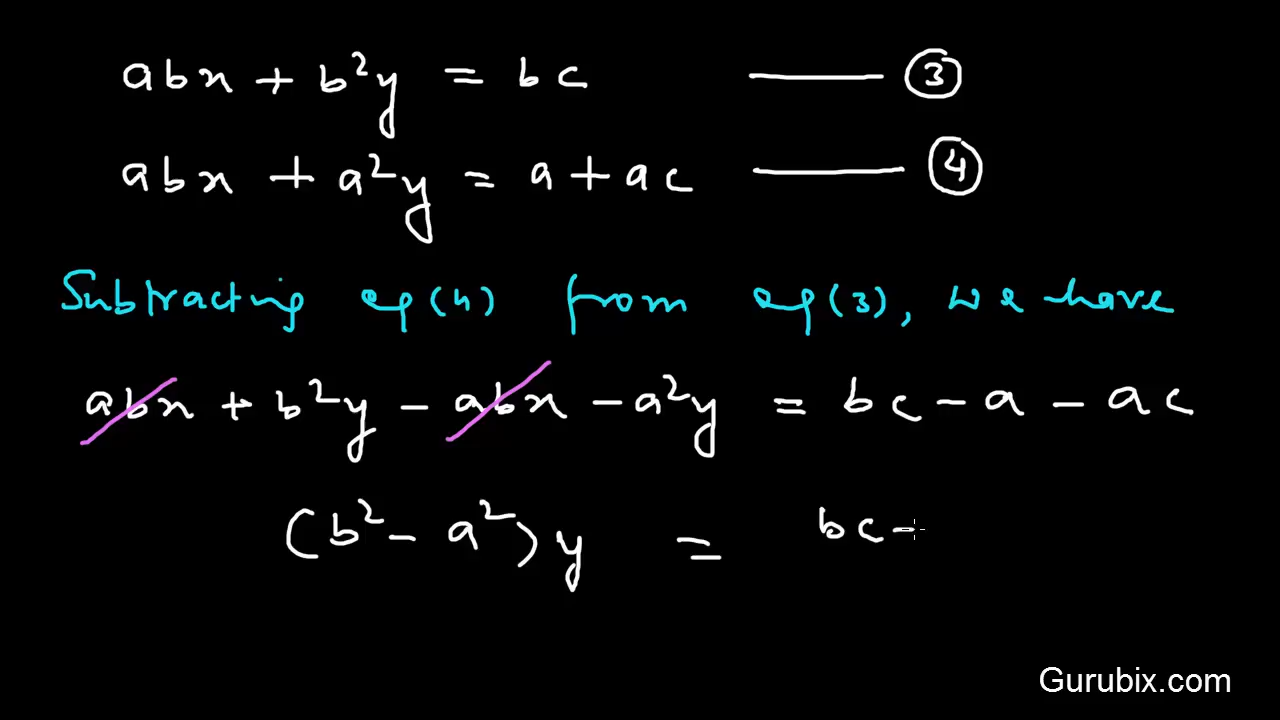 abx + b²y = bc ——— ③
abx + a²y = a + ac ——— ④
Subtracting eq(4) from eq(3), we have
abx + b²y - abx - a²y = bc - a - ac
(b² - a²)y = bc -
Gurubix.com